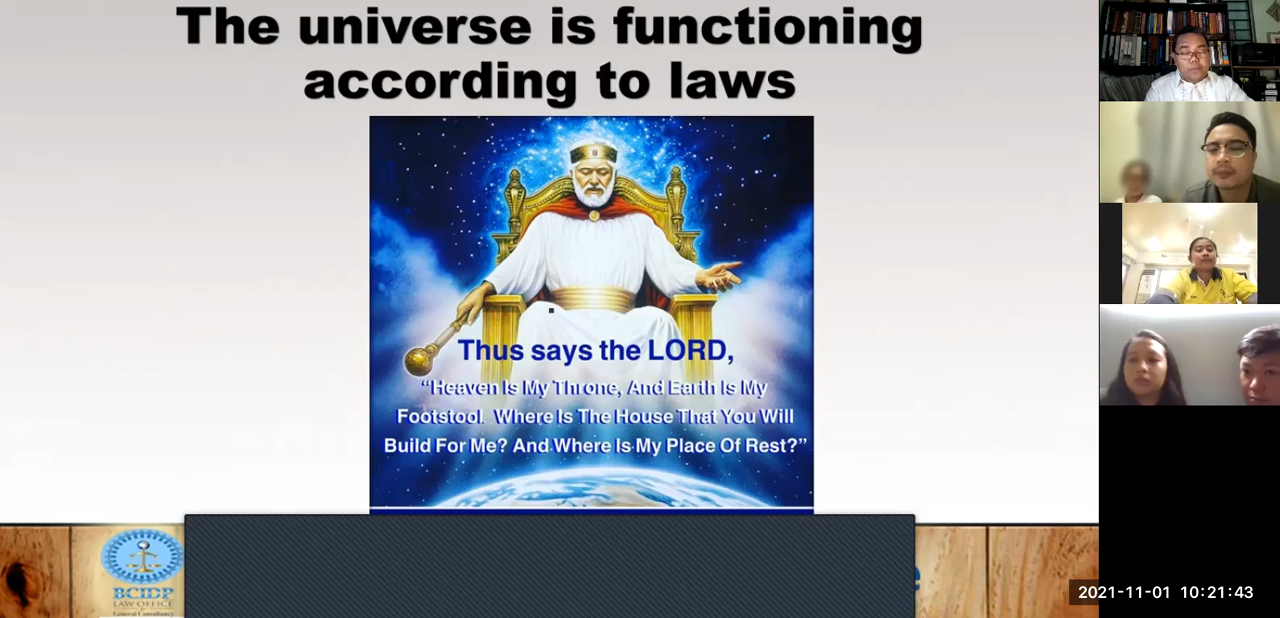 The universe is functioning
according to laws
Thus says the LORD,
“Heaven Is My Throne, And Earth Is My
Footstool. Where Is The House That You Will
Build For Me? And Where Is My Place Of Rest?”
BCIDP
LAW OFFICE
General Consultancy
e
2021-11-01 10:21:43